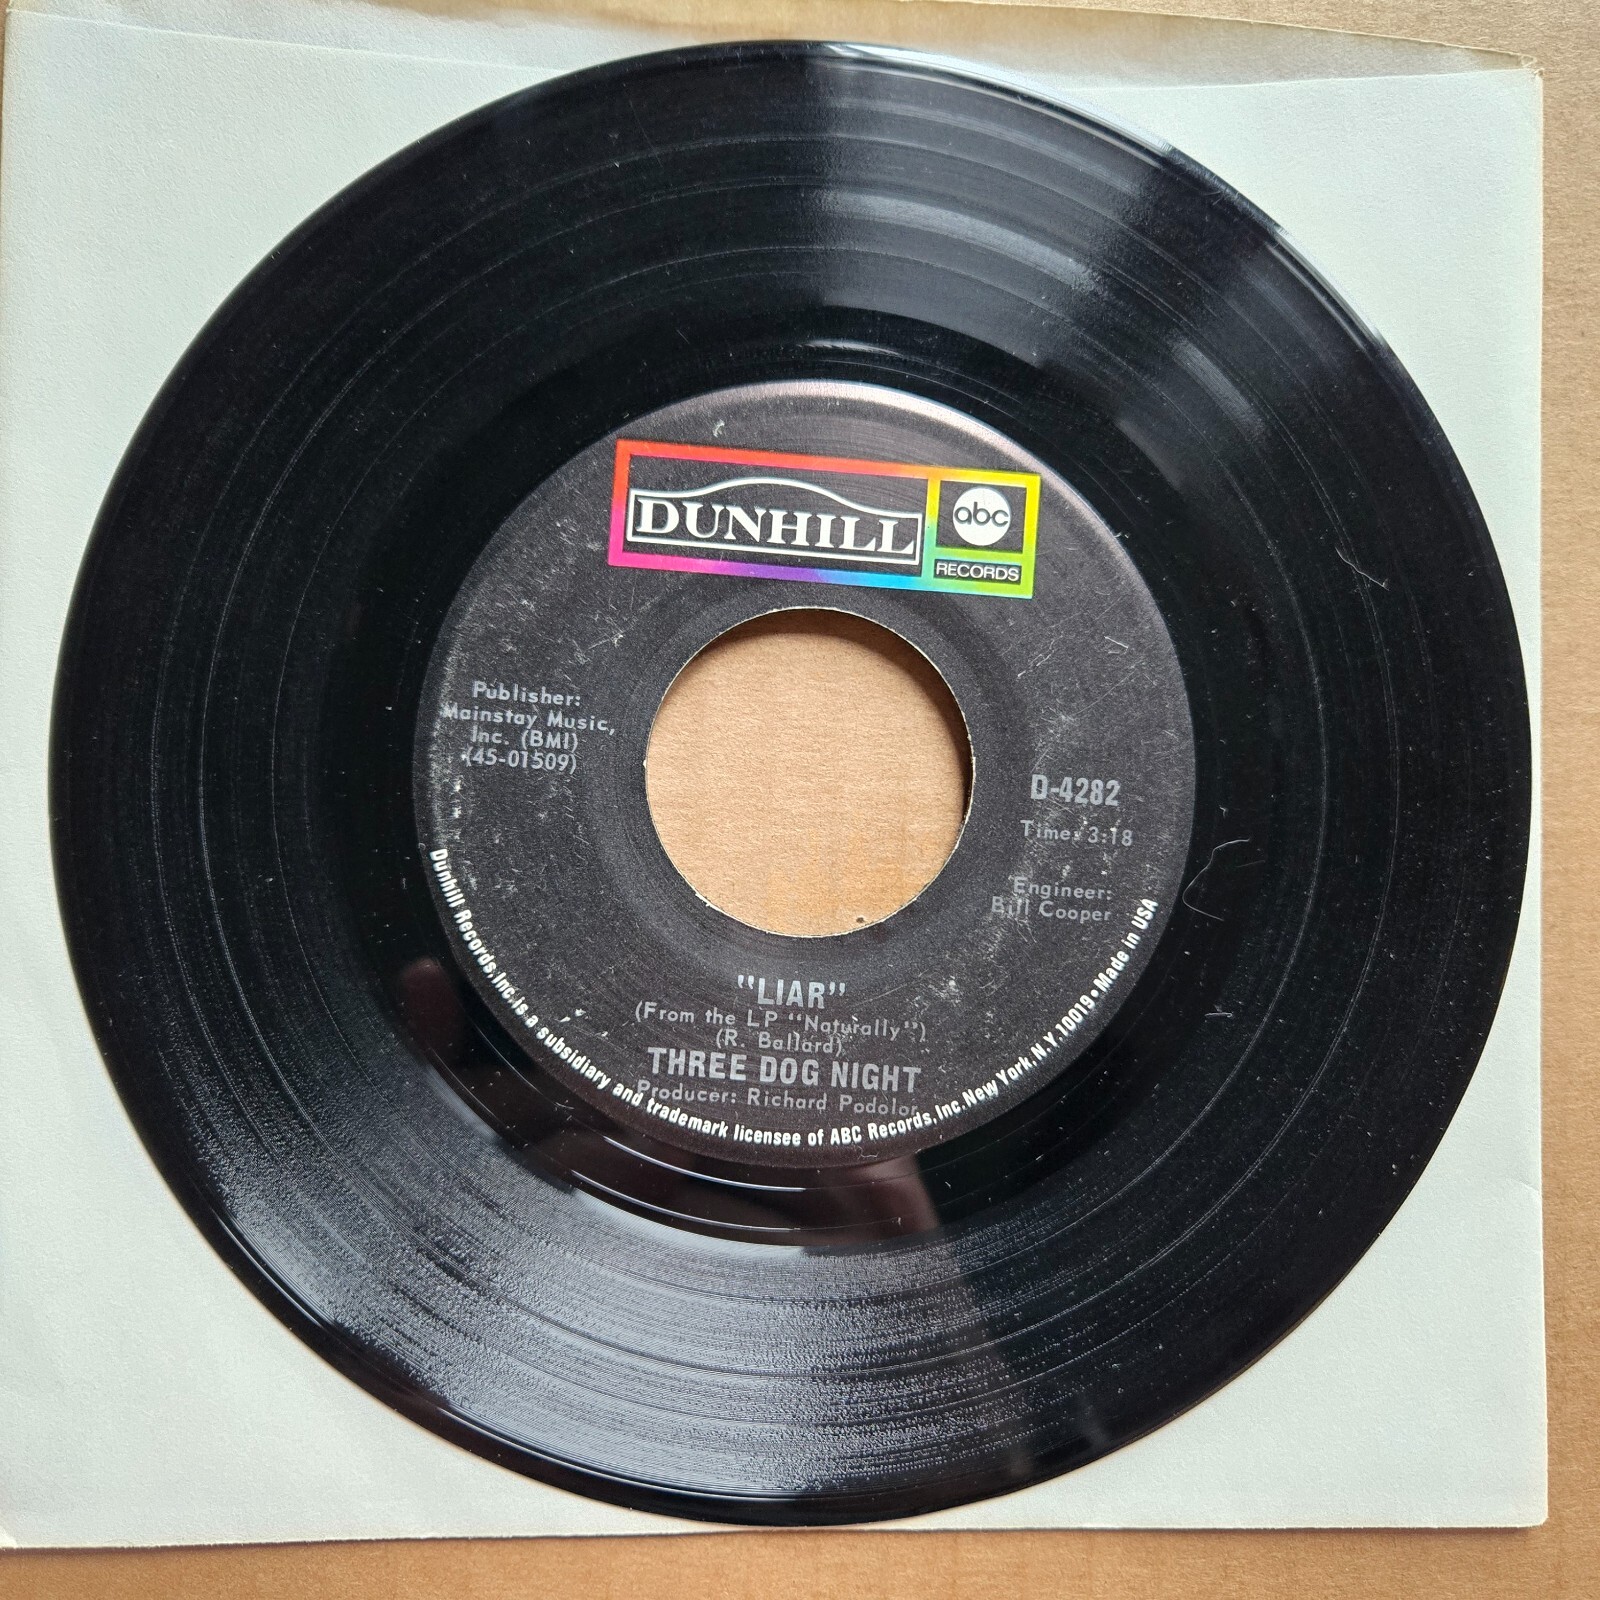 DUNHILL
abc
RECORDS
Publisher:
Mainstay Music,
Inc. (BMI)
(45-01509)
D-4282
Time: 3:18
Engineer:
Bill Cooper
"LIAR"
(From the LP "Naturally")
(R. Ballard)
THREE DOG NIGHT
Producer: Richard Podolor
Dunhill Records, Inc. is a subsidiary and trademark licensee of ABC Records, Inc. New York, N.Y. 10019 • Made in USA